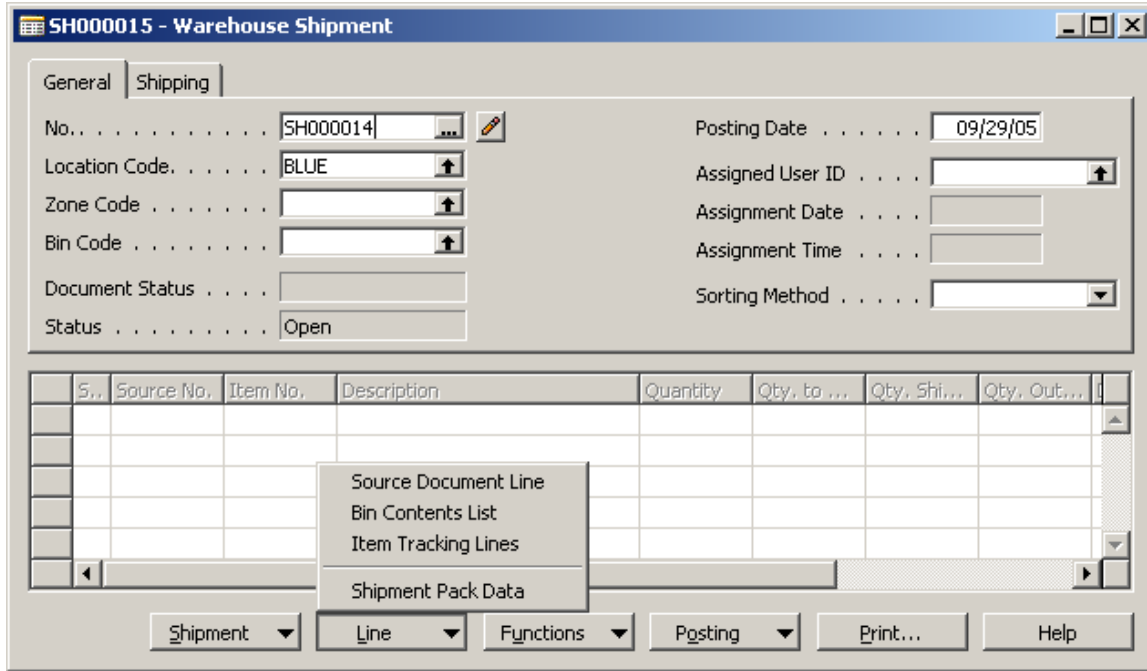 SH000015 - Warehouse Shipment
General Shipping
No. . . . . . . . . . . . SH000014 ...
Posting Date . . . . . . 09/29/05
Location Code. . . . . . BLUE
Assigned User ID . . . .
Zone Code . . . . . . .
Assignment Date . . . .
Bin Code . . . . . . . .
Assignment Time . . . .
Document Status . . . .
Sorting Method . . . . .
Status . . . . . . . . . Open
S.. Source No. Item No. Description Quantity Qty. to ... Qty. Shi... Qty. Out...
Source Document Line
Bin Contents List
Item Tracking Lines
Shipment Pack Data
Shipment Line Functions Posting Print... Help